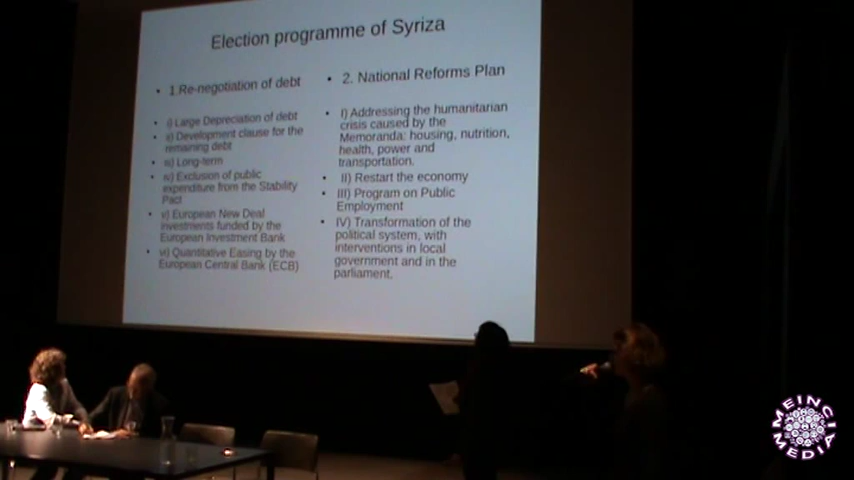 Election programme of Syriza
• 1.Re-negotiation of debt
• i) Large Depreciation of debt
• ii) Development clause for the
remaining debt
• iii) Long-term
• iv) Exclusion of public
expenditure from the Stability
Pact
• v) European New Deal
investments funded by the
European Investment Bank
• vi) Quantitative Easing by the
European Central Bank (ECB)
• 2. National Reforms Plan
• I) Addressing the humanitarian
crisis caused by the
Memoranda: housing, nutrition,
health, power and
transportation.
• II) Restart the economy
• III) Program on Public
Employment
• IV) Transformation of the
political system, with
interventions in local
government and in the
parliament.
MEINCIA
MEDIA